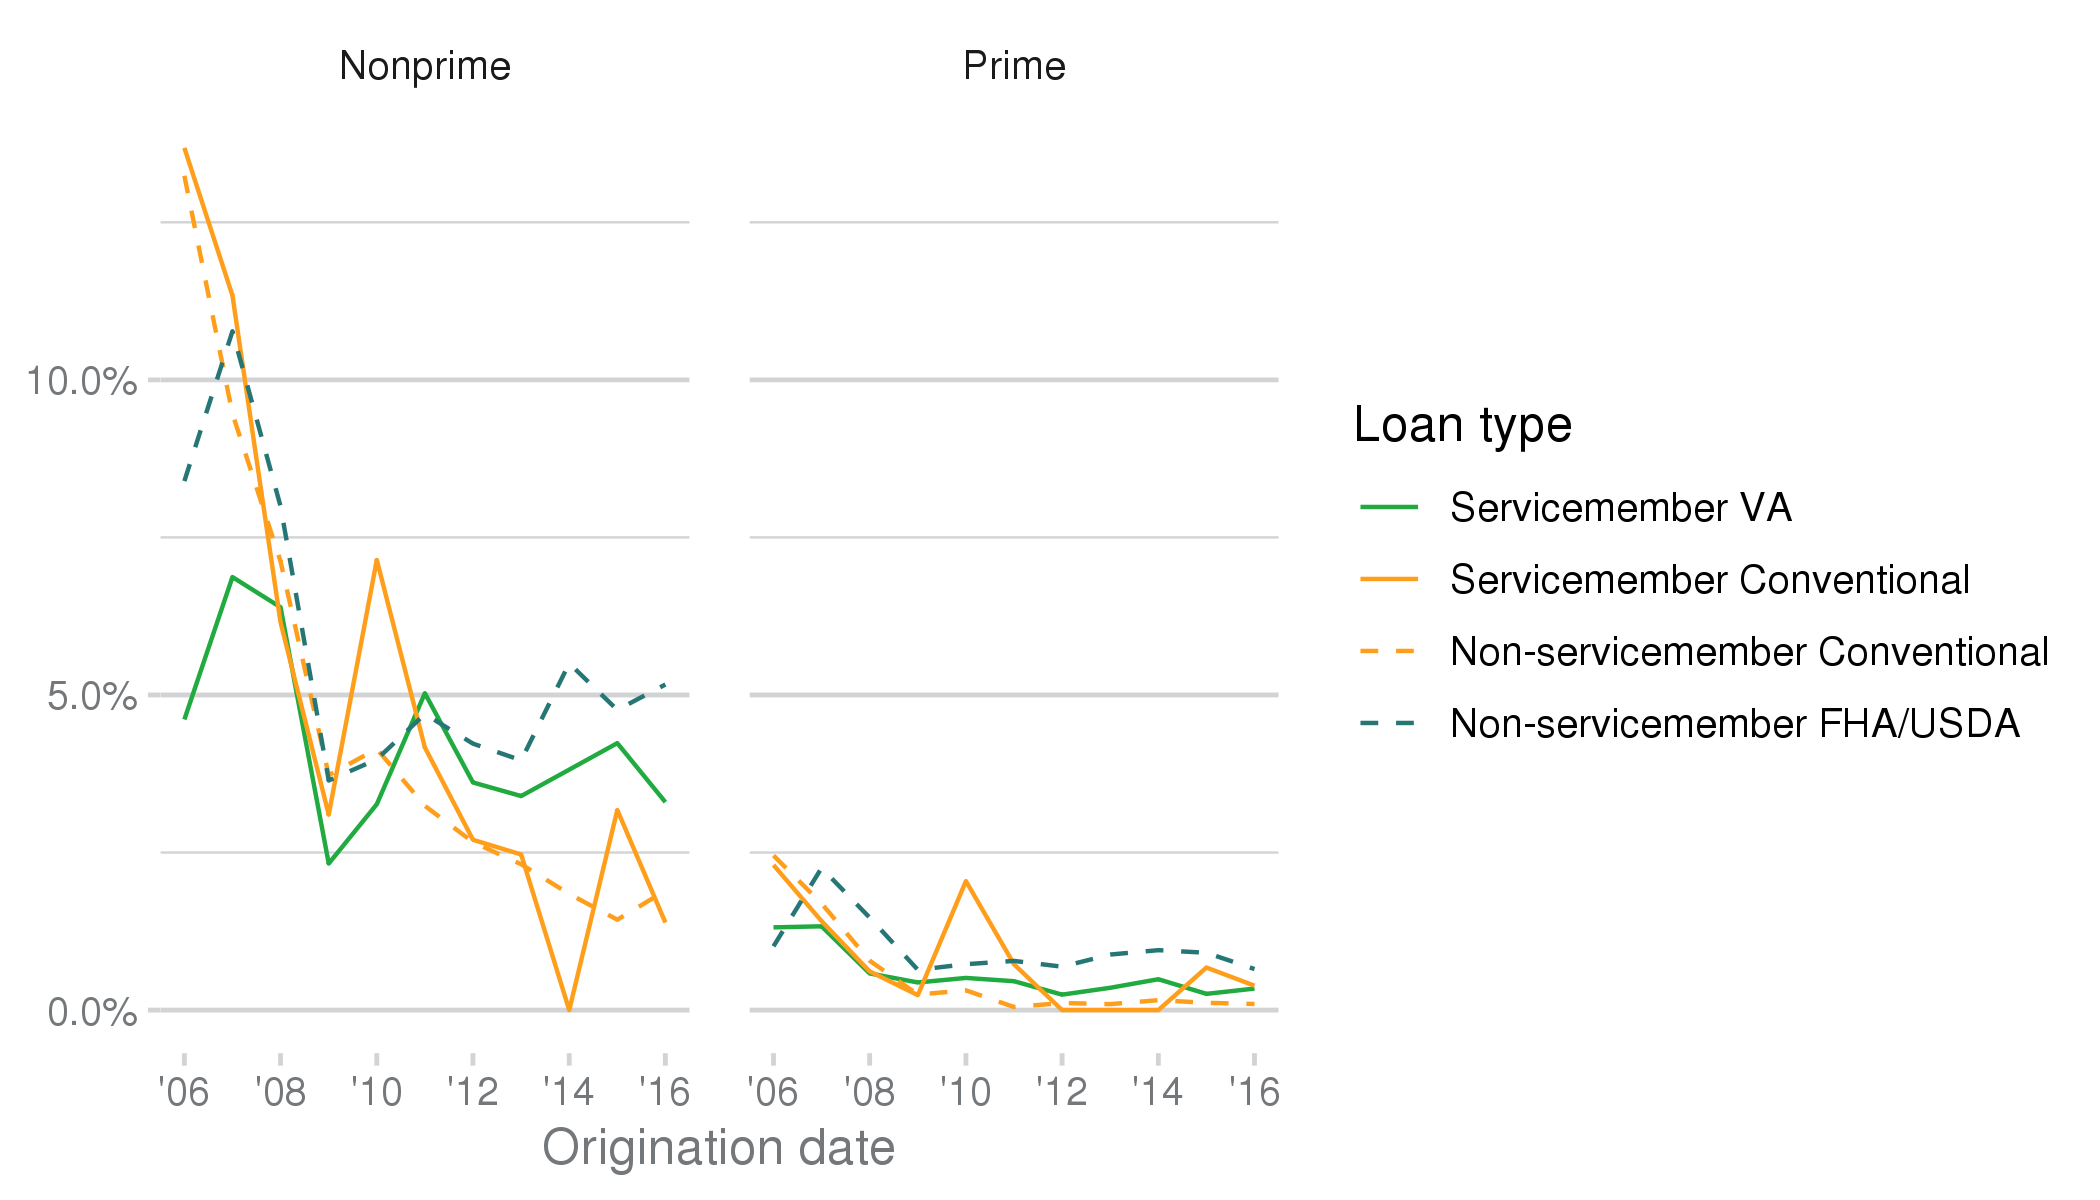 Nonprime
Prime
10.0%
5.0%
0.0%
'06 '08 '10 '12 '14 '16
'06 '08 '10 '12 '14 '16
Origination date
Loan type
Servicemember VA
Servicemember Conventional
Non-servicemember Conventional
Non-servicemember FHA/USDA